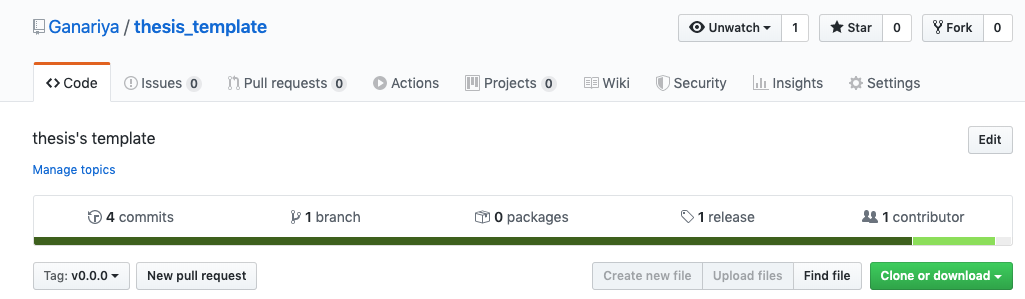 Ganariya / thesis_template Unwatch 1 Star 0 Fork 0
Code Issues 0 Pull requests 0 Actions Projects 0 Wiki Security Insights Settings
thesis's template Edit
Manage topics
4 commits 1 branch 0 packages 1 release 1 contributor
Tag: v0.0.0 New pull request Create new file Upload files Find file Clone or download